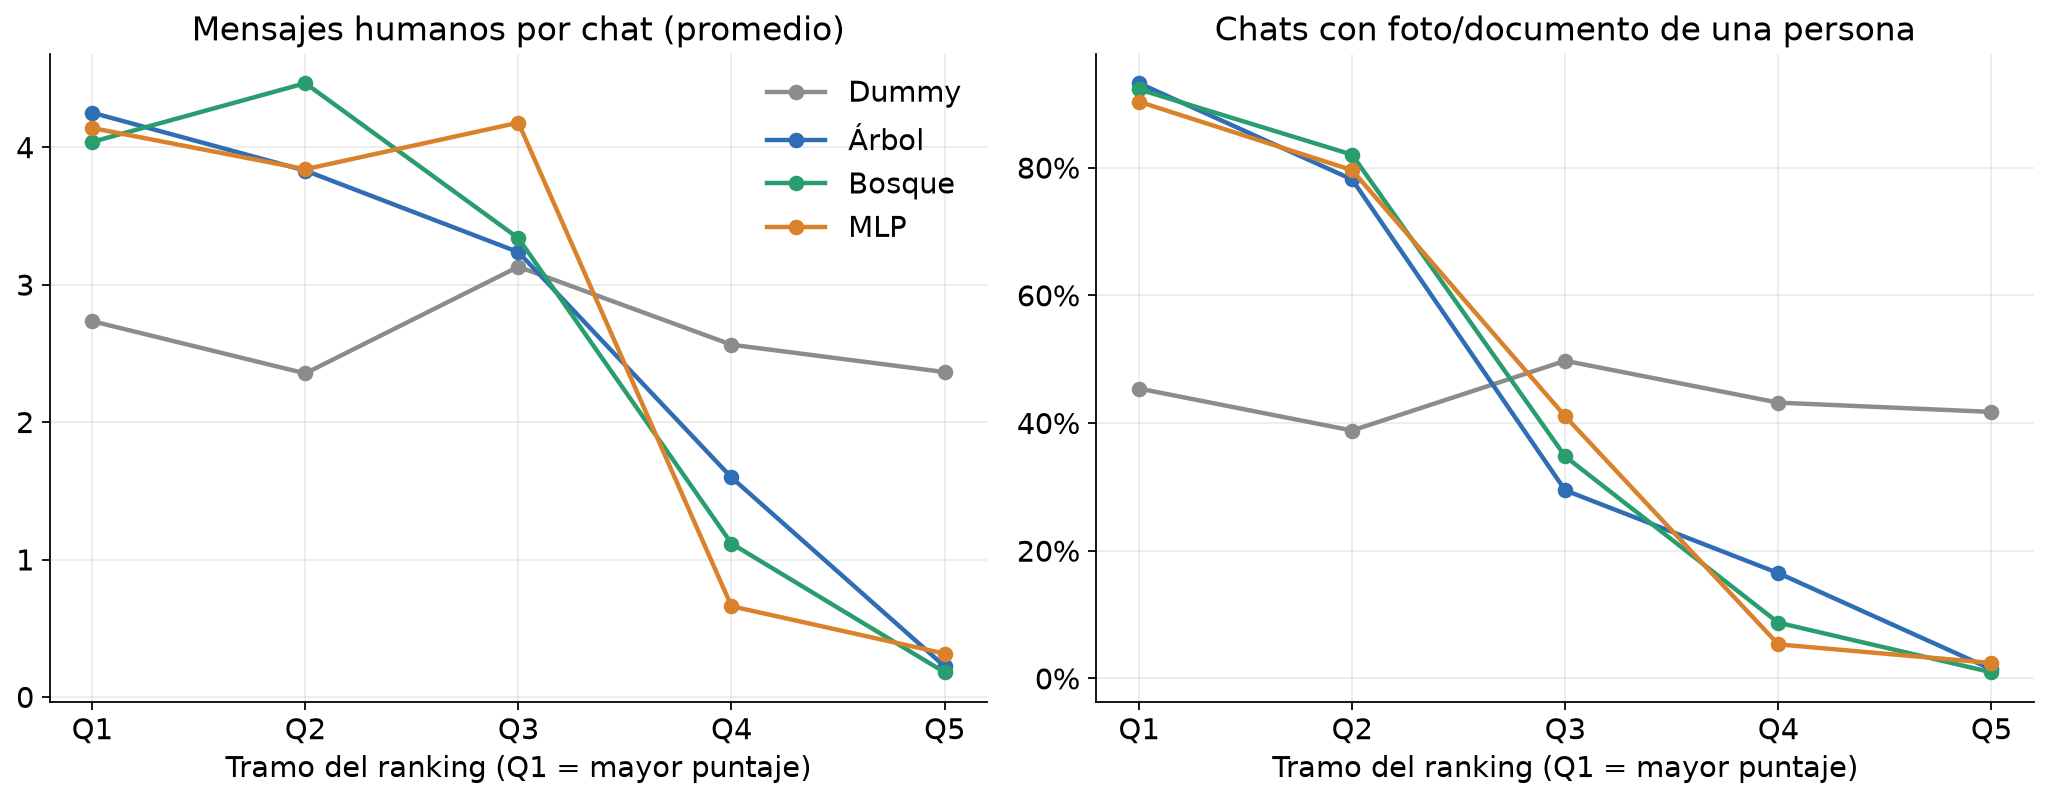 Mensajes humanos por chat (promedio)
4
3
2
1
0
Dummy
Árbol
Bosque
MLP
Q1 Q2 Q3 Q4 Q5
Tramo del ranking (Q1 = mayor puntaje)
Chats con foto/documento de una persona
80%
60%
40%
20%
0%
Q1 Q2 Q3 Q4 Q5
Tramo del ranking (Q1 = mayor puntaje)